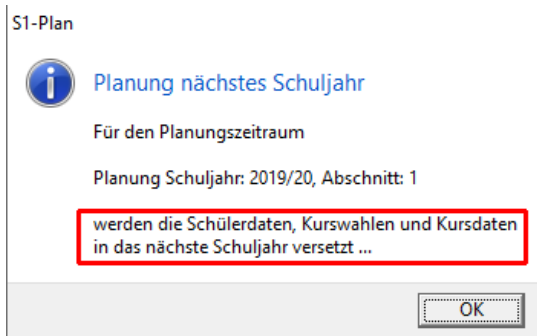 S1-Plan
Planung nächstes Schuljahr
Für den Planungszeitraum
Planung Schuljahr: 2019/20, Abschnitt: 1
werden die Schülerdaten, Kurswahlen und Kursdaten
in das nächste Schuljahr versetzt ...
OK